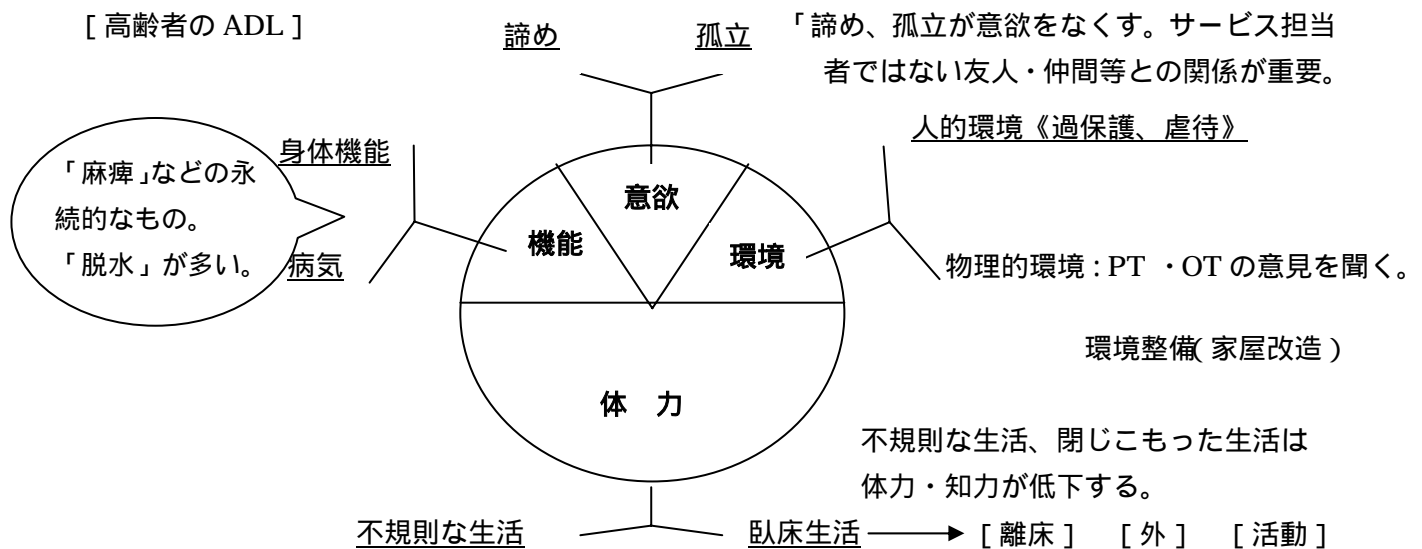 [ 高齢者の ADL ]
諦め 孤立
「諦め、孤立が意欲をなくす。サービス担当
者ではない友人・仲間等との関係が重要。
人的環境《過保護、虐待》
身体機能
「麻痺」などの永
続的なもの。
「脱水」が多い。
病気
意欲
機能
環境
物理的環境 : PT ・OT の意見を聞く。
環境整備( 家屋改造 )
体 力
不規則な生活、閉じこもった生活は
体力・知力が低下する。
不規則な生活
臥床生活
[ 離床 ] [ 外 ] [ 活動 ]